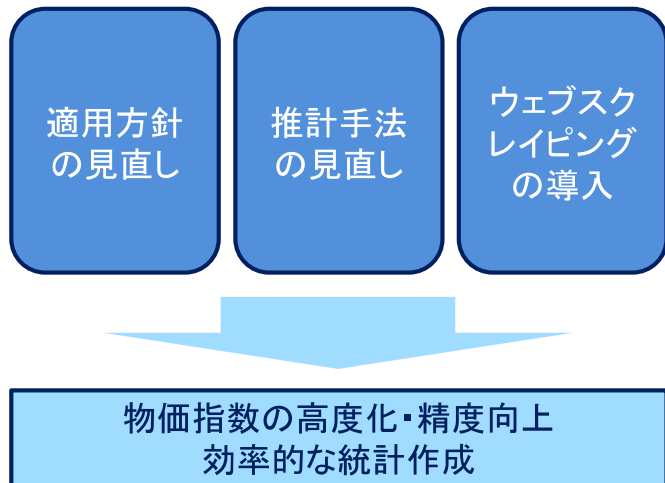 適用方針
の見直し
推計手法
の見直し
ウェブスク
レイピング
の導入
物価指数の高度化・精度向上
効率的な統計作成